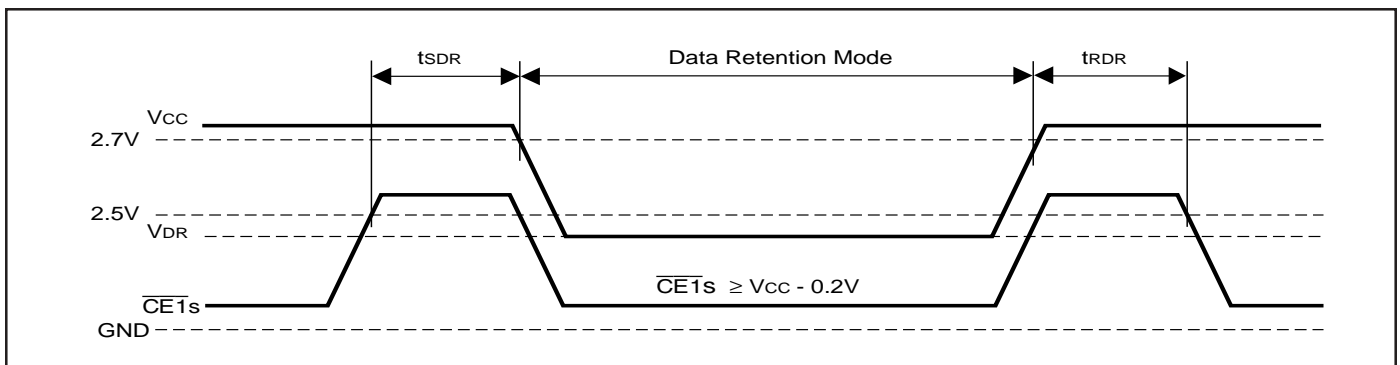 tSDR Data Retention Mode tRDR
VCC
2.7V
2.5V
VDR
CE1s ≥ VCC - 0.2V
CE1s
GND